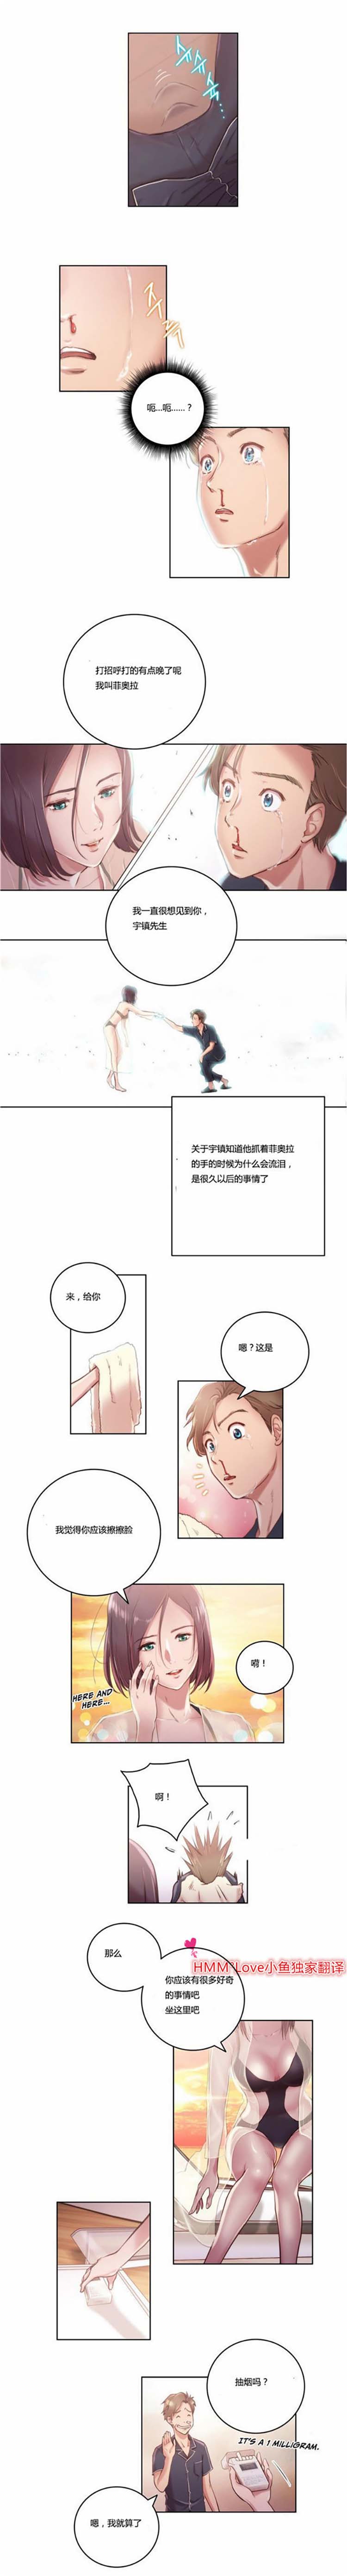 스스스...
지
끅
呃...呃......？
打招呼打的有点晚了呢
我叫菲奥拉
我一直很想见到你，
宇镇先生
关于宇镇知道他抓着菲奥拉
的手的时候为什么会流泪，
是很久以后的事情了
来，给你
嗯？这是
我觉得你应该擦擦脸
HERE AND
HERE...
嗬！
啊！
那么
HMM.Love小鱼独家翻译
你应该有很多好奇
的事情吧
坐这里吧
抽烟吗？
IT'S A 1 MILLIGRAM.
嗯，我就算了